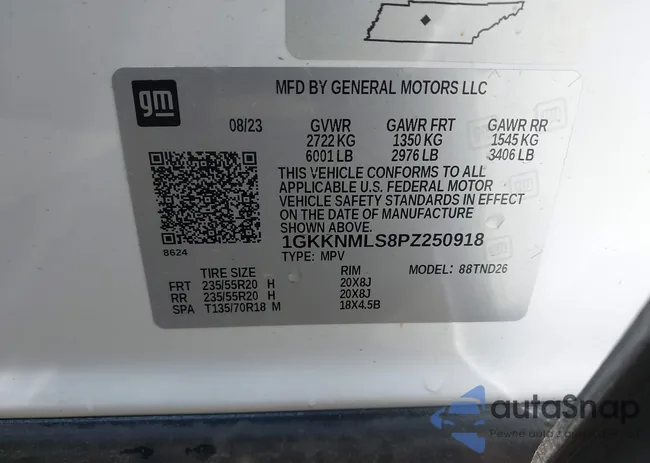 gm
MFD BY GENERAL MOTORS LLC
08/23 GVWR GAWR FRT GAWR RR
2722 KG 1350 KG 1545 KG
6001 LB 2976 LB 3406 LB
THIS VEHICLE CONFORMS TO ALL
APPLICABLE U.S. FEDERAL MOTOR
VEHICLE SAFETY STANDARDS IN EFFECT
ON THE DATE OF MANUFACTURE
SHOWN ABOVE.
1GKKNMLS8PZ250918
8624
TYPE: MPV MODEL: 88TND26
TIRE SIZE RIM
FRT 235/55R20 H 20X8J
RR 235/55R20 H 20X8J
SPA T135/70R18 M 18X4.5B
autoSnap
Pewne auto prosto z